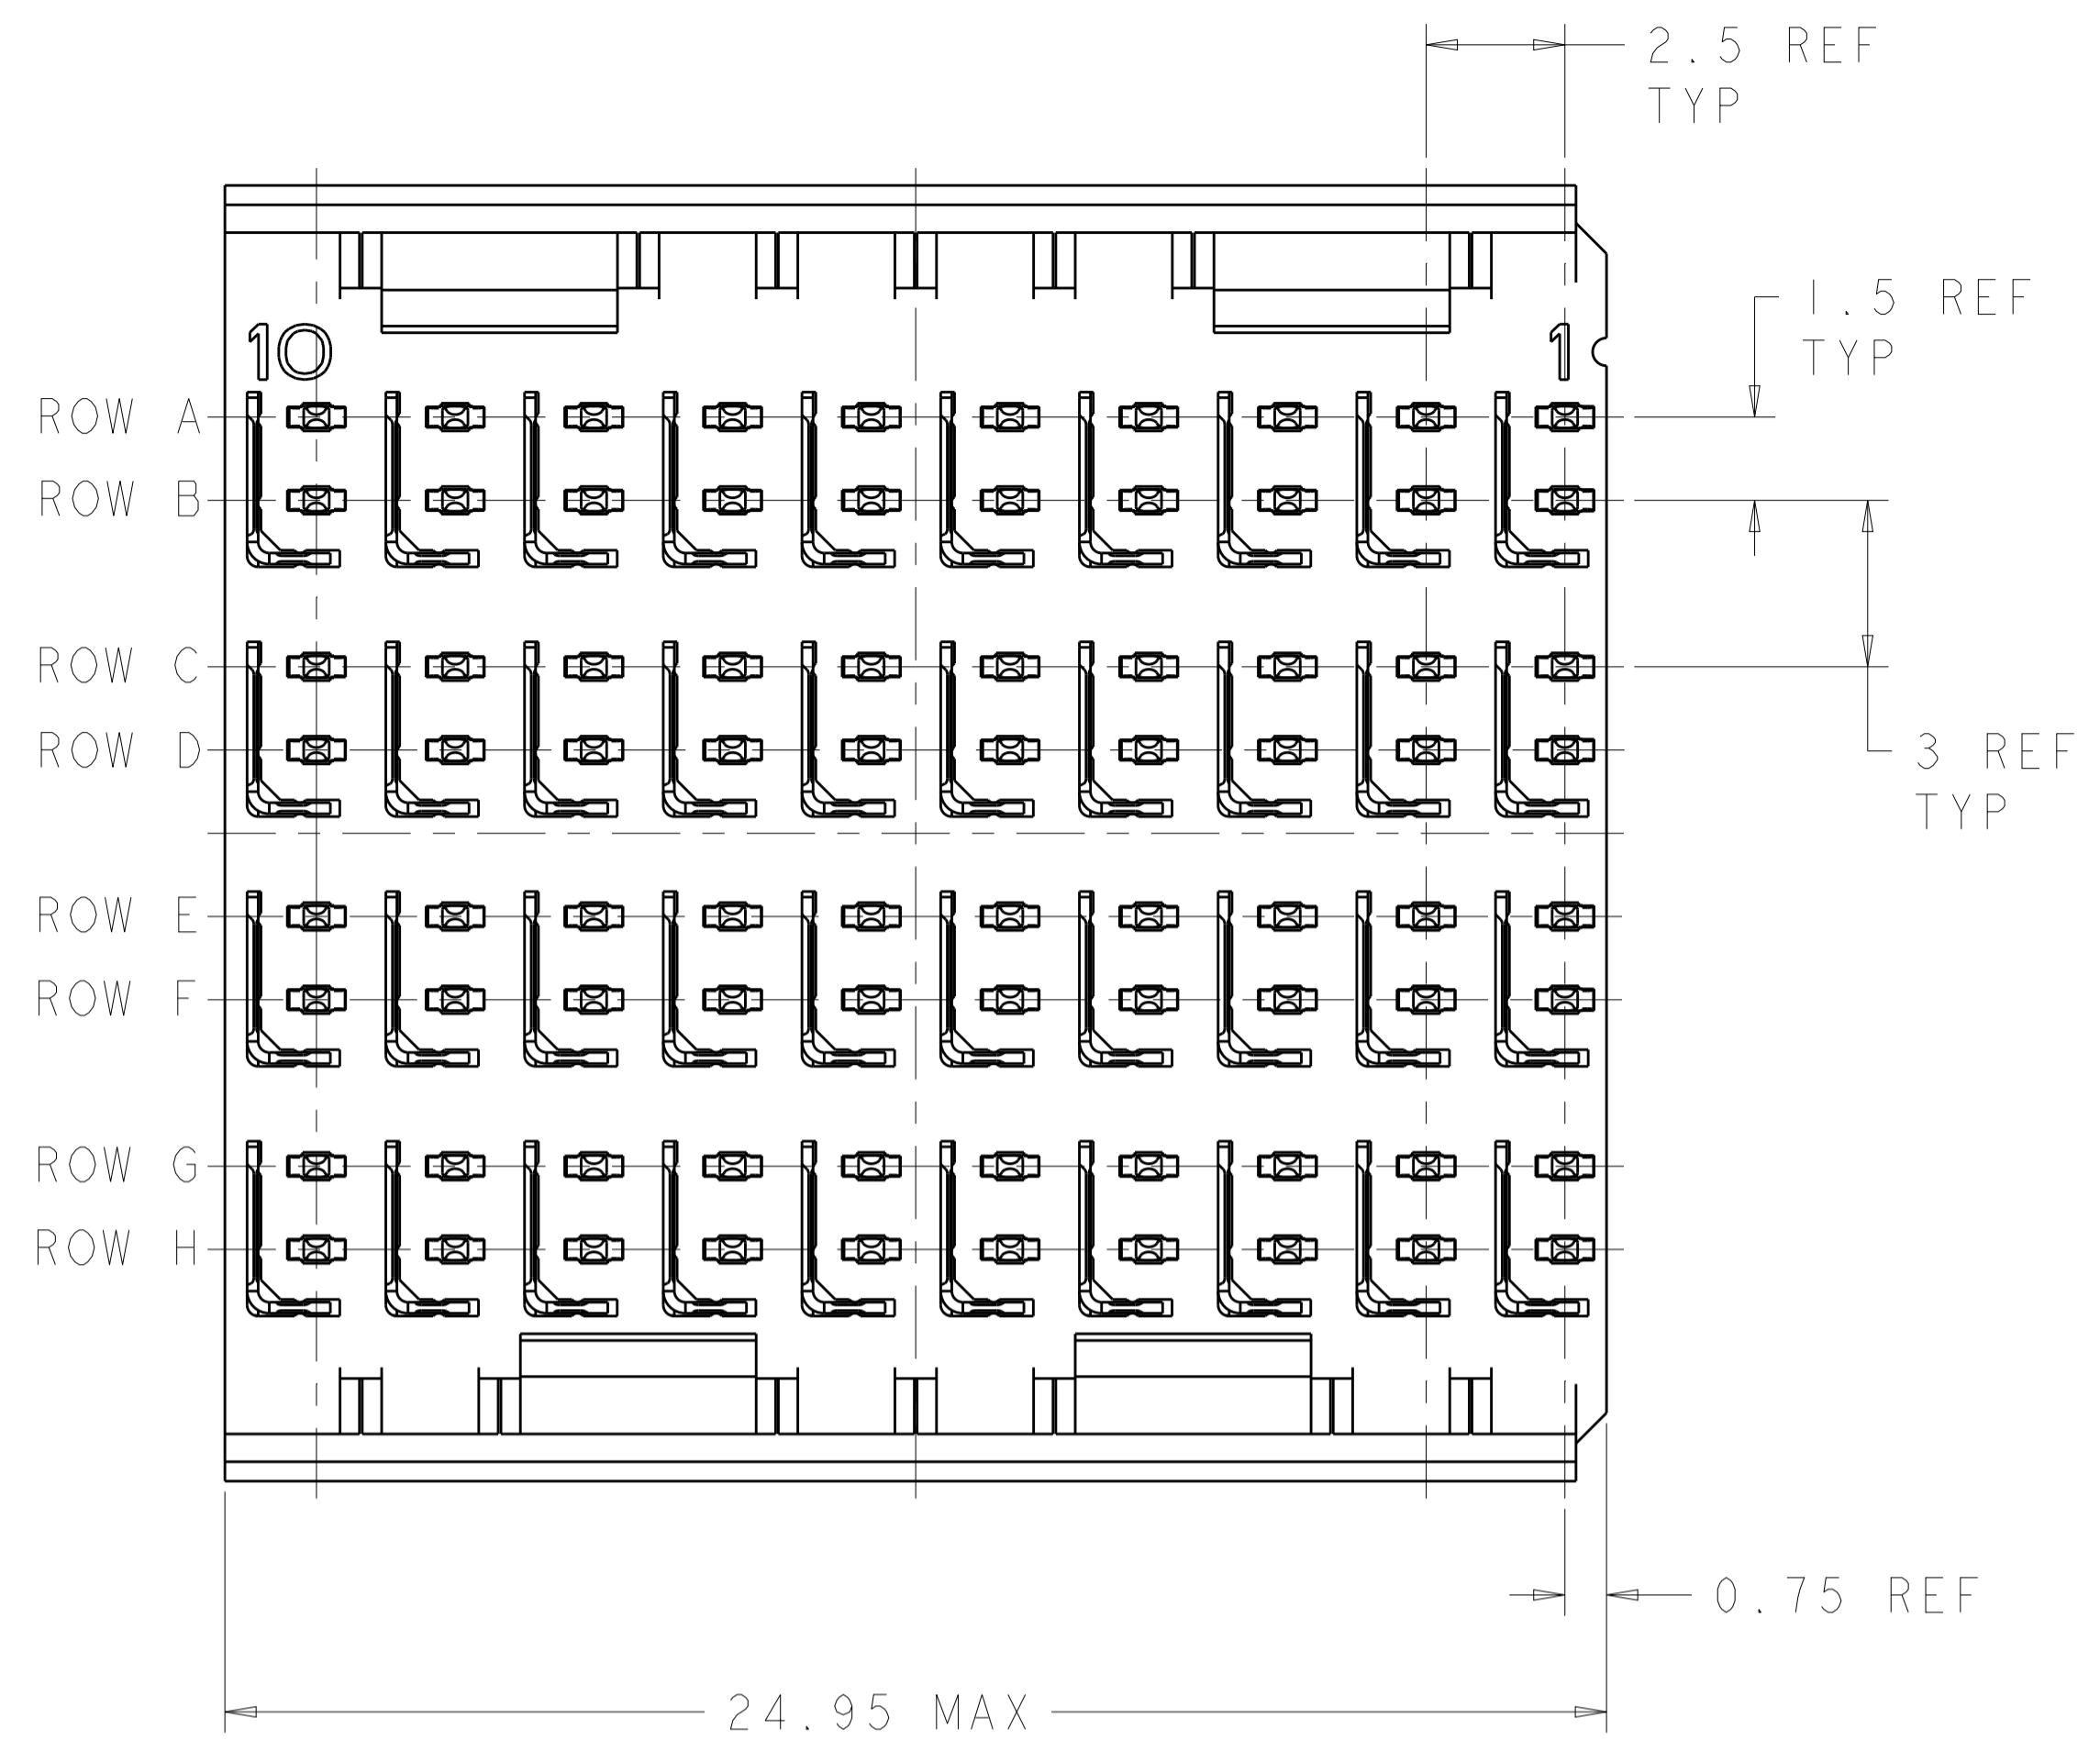 2.5 REF
TYP
1.5 REF
TYP
10
1
ROW A
ROW B
ROW C
ROW D
3 REF
TYP
ROW E
ROW F
ROW G
ROW H
0.75 REF
24.95 MAX